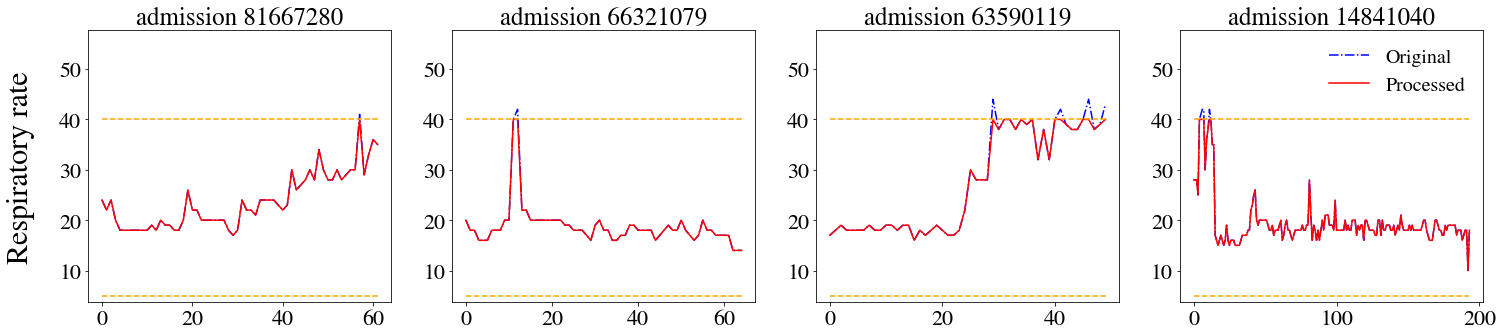 admission 81667280 admission 66321079 admission 63590119 admission 14841040
Respiratory rate
Original
Processed
50 50 50 50
40 40 40 40
30 30 30 30
20 20 20 20
10 10 10 10
0 20 40 60 0 20 40 60 0 20 40 0 100 200